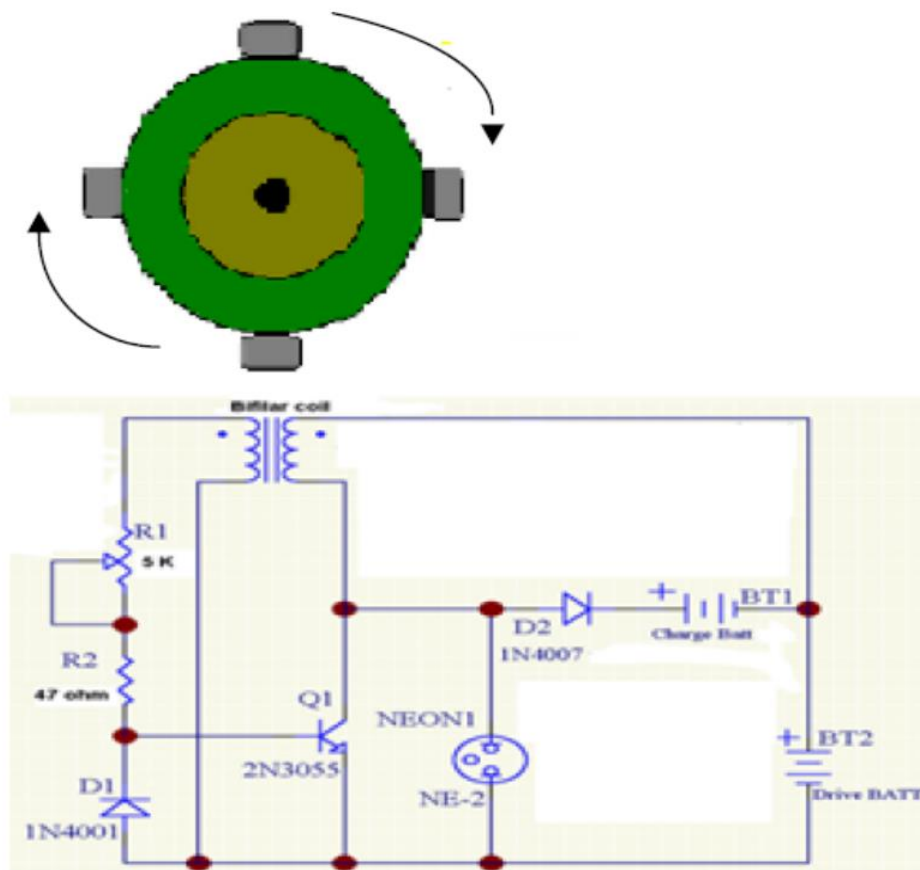 Bifilar coil
R1
5 K
R2
47 ohm
D1
1N4001
Q1
2N3055
NEON1
NE-2
D2
1N4007
+
BT1
Charge Batt
+
BT2
Drive BATT